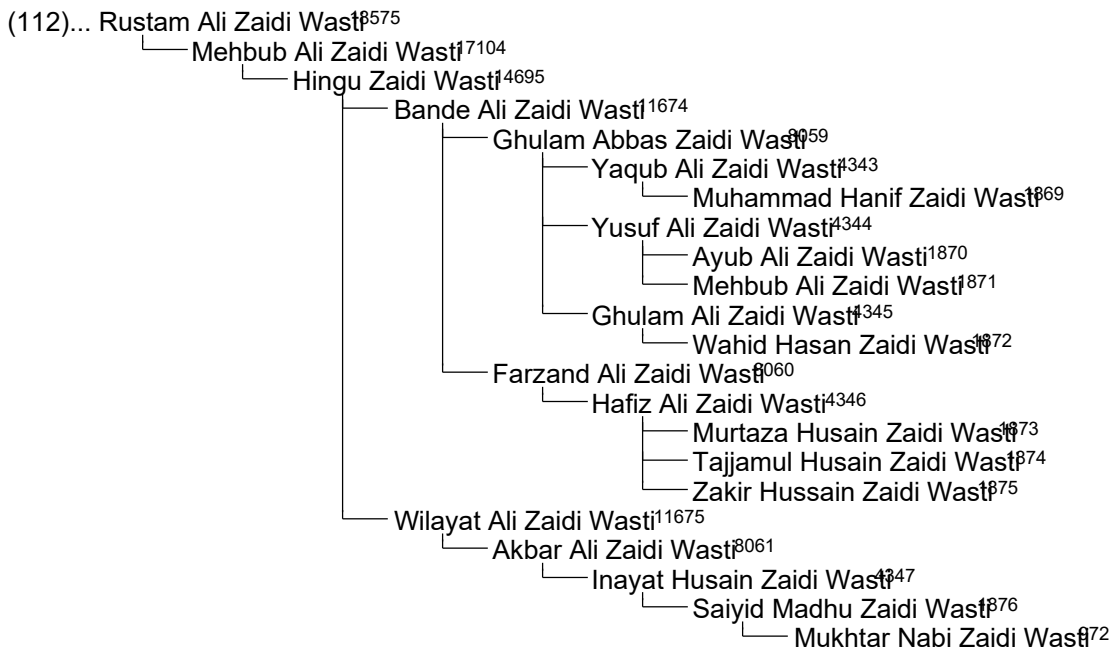 (112)... Rustam Ali Zaidi Wasti18575
Mehbub Ali Zaidi Wasti17104
Hingu Zaidi Wasti14695
Bande Ali Zaidi Wasti11674
Ghulam Abbas Zaidi Wasti8059
Yaqub Ali Zaidi Wasti4343
Muhammad Hanif Zaidi Wasti1869
Yusuf Ali Zaidi Wasti4344
Ayub Ali Zaidi Wasti1870
Mehbub Ali Zaidi Wasti1871
Ghulam Ali Zaidi Wasti4345
Wahid Hasan Zaidi Wasti1872
Farzand Ali Zaidi Wasti8060
Hafiz Ali Zaidi Wasti4346
Murtaza Husain Zaidi Wasti1873
Tajjamul Husain Zaidi Wasti1874
Zakir Hussain Zaidi Wasti1875
Wilayat Ali Zaidi Wasti11675
Akbar Ali Zaidi Wasti8061
Inayat Husain Zaidi Wasti4347
Saiyid Madhu Zaidi Wasti1876
Mukhtar Nabi Zaidi Wasti972